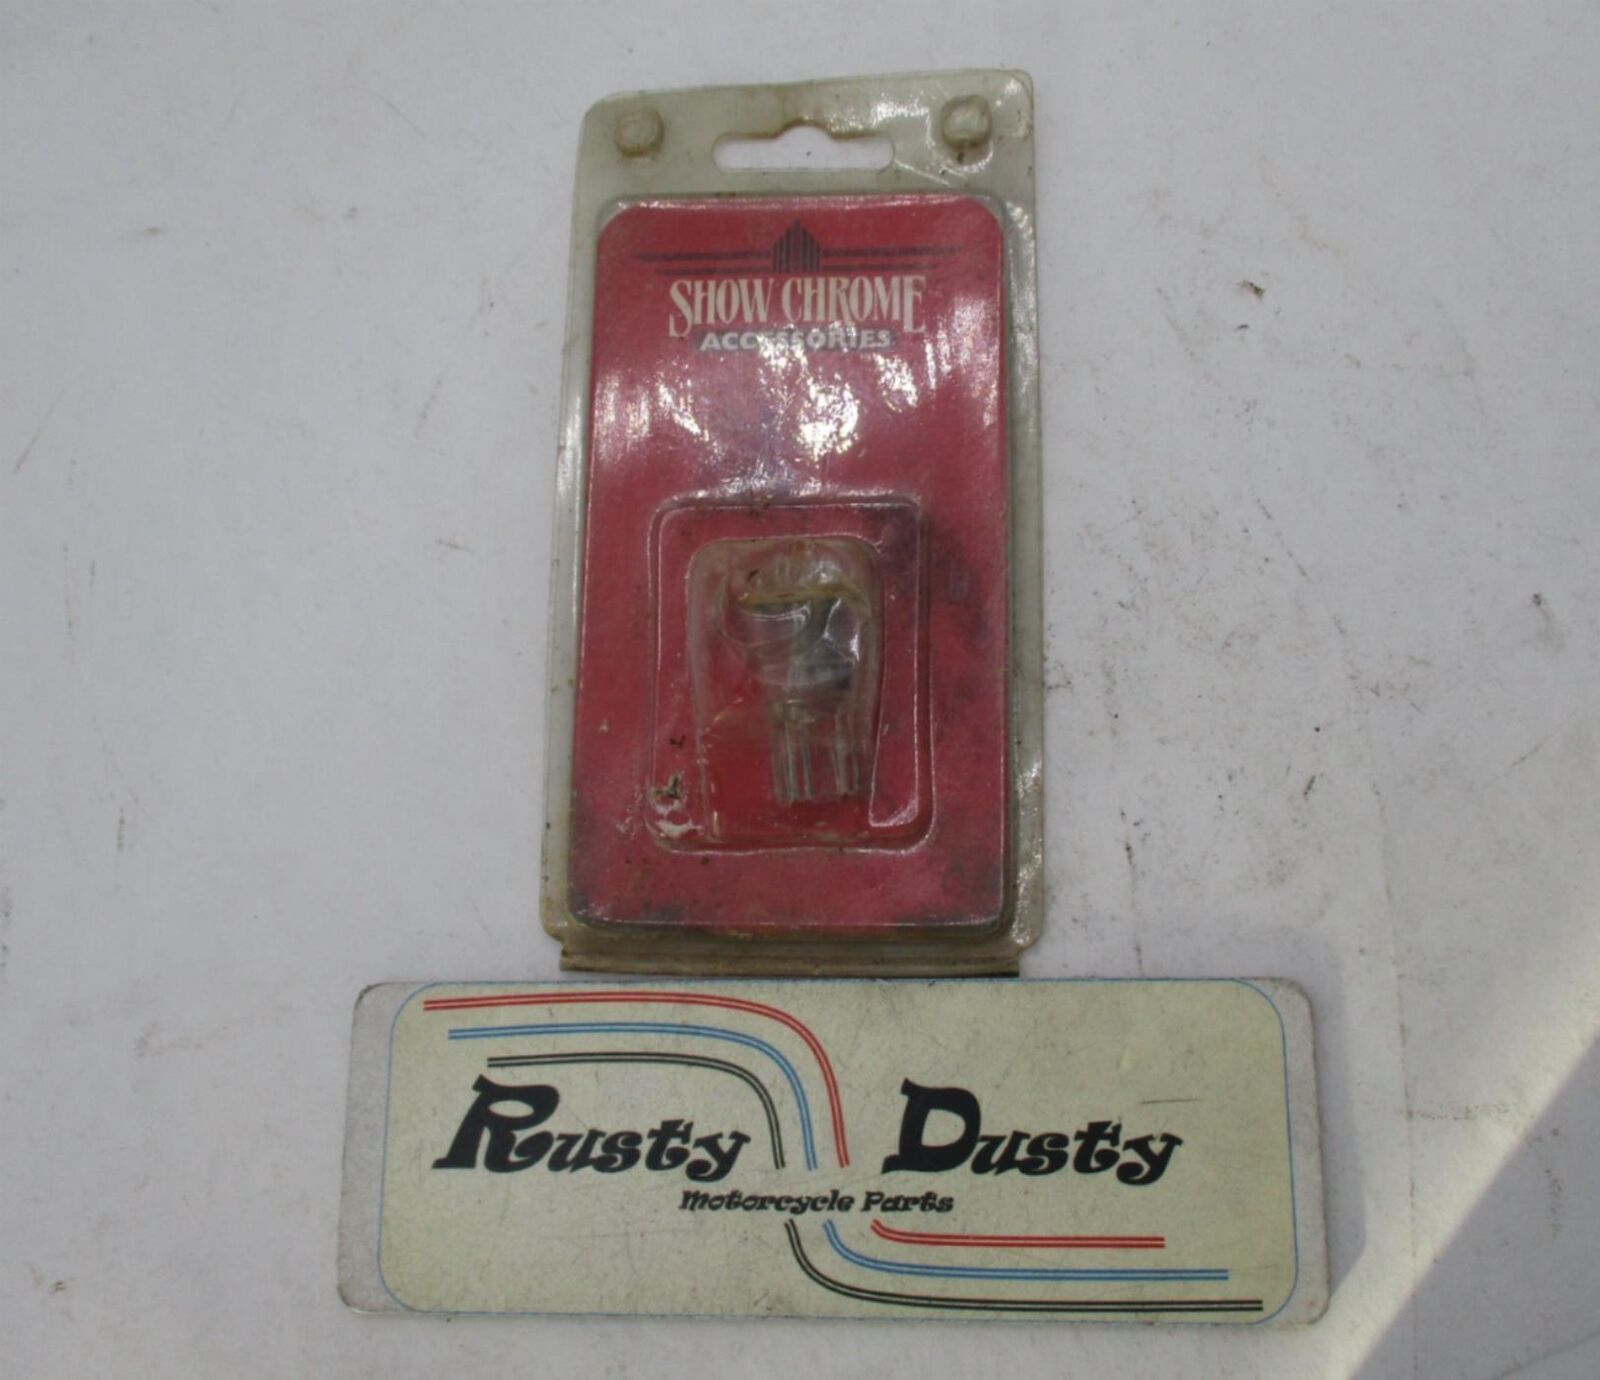 SHOW CHROME
ACCESSORIES
Rusty Dusty
Motorcycle Parts